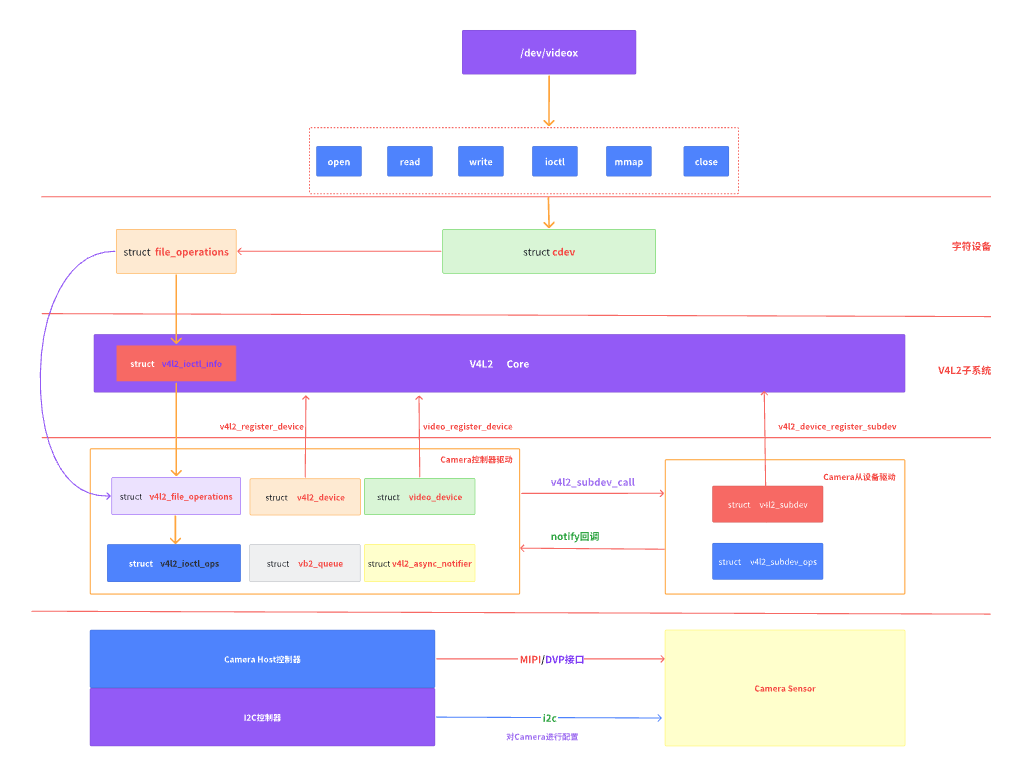 /dev/videox
open
read
write
ioctl
mmap
close
struct file_operations
struct cdev
字符设备
struct v4l2_ioctl_info
V4L2 Core
V4L2子系统
v4l2_register_device
video_register_device
v4l2_device_register_subdev
Camera控制器驱动
Camera从设备驱动
struct v4l2_file_operations
struct v4l2_device
struct video_device
v4l2_subdev_call
struct v4l2_subdev
notify回调
struct v4l2_ioctl_ops
struct vb2_queue
struct v4l2_async_notifier
struct v4l2_subdev_ops
Camera Host控制器
MIPI/DVP接口
Camera Sensor
I2C控制器
i2c
对Camera进行配置